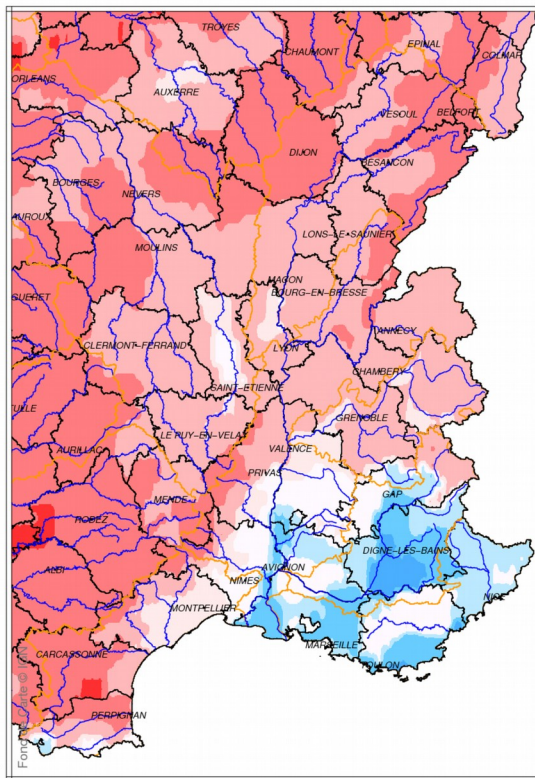 TROYES
EPINAL
CHAUMONT
COLMAR
ORLEANS
AUXERRE
VESOUL
BELFORT
DIJON
BESANCON
BOURGES
NEVERS
AUROUX
LONS-LE-SAUNIER
MOULINS
MACON
BOURG-EN-BRESSE
GUERET
ANNECY
CLERMONT-FERRAND
LYON
CHAMBERY
SAINT-ETIENNE
TULLE
GRENOBLE
LE PUY-EN-VELAY
AURILLAC
VALENCE
PRIVAS
MENDE
GAP
RODEZ
DIGNE-LES-BAINS
ALBI
AVIGNON
NIMES
NICE
MONTPELLIER
MARSEILLE
CARCASSONNE
TOULON
PERPIGNAN
Fond de Carte © IGN